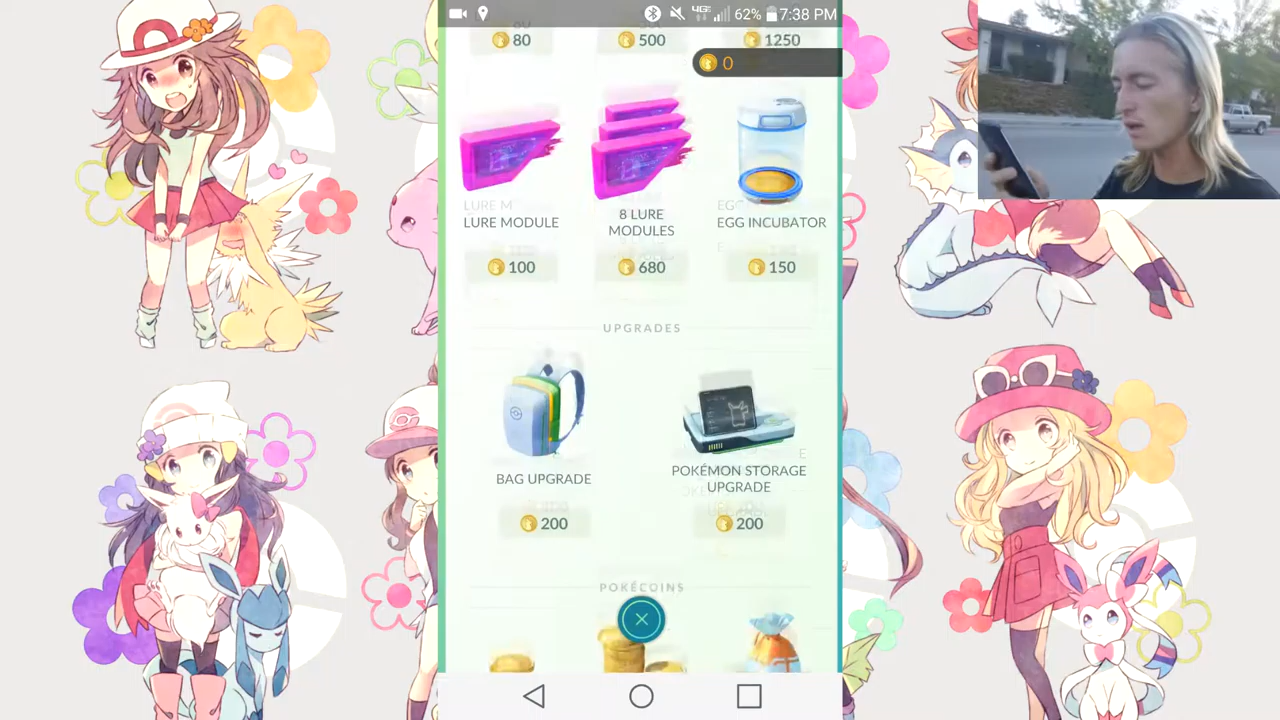 4G 62% 7:38 PM
80 500 1250
0
LURE MODULE
8 LURE
MODULES
EGG INCUBATOR
100 680 150
UPGRADES
BAG UPGRADE
POKÉMON STORAGE
UPGRADE
200 200
POKÉCOINS